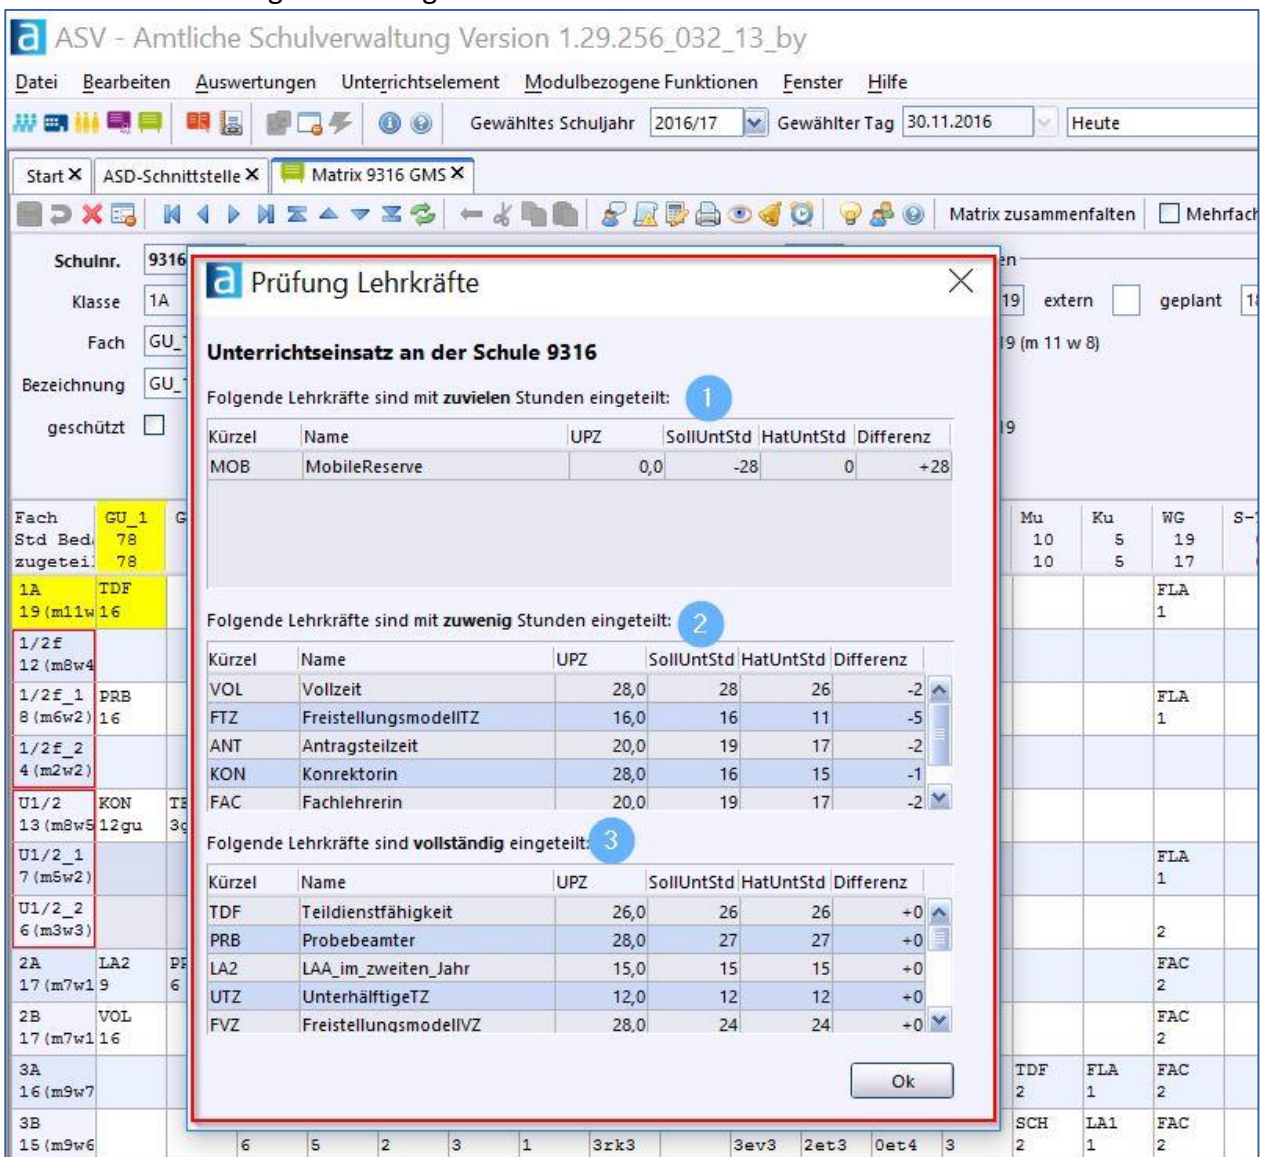 a ASV - Amtliche Schulverwaltung Version 1.29.256_032_13_by
Datei Bearbeiten Auswertungen Unterrichtselement Modulbezogene Funktionen Fenster Hilfe
Gewähltes Schuljahr 2016/17 Gewählter Tag 30.11.2016 Heute
Start ASD-Schnittstelle Matrix 9316 GMS
Matrix zusammenfalten Mehrfach
Schulnr. 9316
Klasse 1A 19 extern geplant
Fach 19 (m 11 w 8)
Bezeichnung
geschützt 19
a Prüfung Lehrkräfte
Unterrichtseinsatz an der Schule 9316
Folgende Lehrkräfte sind mit zuvielen Stunden eingeteilt: 1
Kürzel Name UPZ SollUntStd HatUntStd Differenz
MOB MobileReserve 0,0 -28 0 +28
Folgende Lehrkräfte sind mit zuwenig Stunden eingeteilt: 2
Kürzel Name UPZ SollUntStd HatUntStd Differenz
VOL Vollzeit 28,0 28 26 -2
FTZ FreistellungsmodellTZ 16,0 16 11 -5
ANT Antragsteilzeit 20,0 19 17 -2
KON Konrektorin 28,0 16 15 -1
FAC Fachlehrerin 20,0 19 17 -2
Folgende Lehrkräfte sind vollständig eingeteilt: 3
Kürzel Name UPZ SollUntStd HatUntStd Differenz
TDF Teildienstfähigkeit 26,0 26 26 +0
PRB Probebeamter 28,0 27 27 +0
LA2 LAA_im_zweiten_Jahr 15,0 15 15 +0
UTZ UnterhälftigeTZ 12,0 12 12 +0
FVZ FreistellungsmodellVZ 28,0 24 24 +0
Ok
Fach GU_1 Mu Ku WG
Std Bed 78 10 5 19
zugeteil 78 10 5 17
1A TDF FLA
19(m11w 16 1
1/2f
12(m8w4
1/2f_1 PRB FLA
8(m6w2) 16 1
1/2f_2
4(m2w2)
U1/2 KON
13(m8w5 12gu
U1/2_1 FLA
7(m5w2) 1
U1/2_2
6(m3w3) 2
2A LA2 FAC
17(m7w1 9 6 2
2B VOL FAC
17(m7w1 16 2
3A TDF FLA FAC
16(m9w7 2 1 2
3B SCH LA1 FAC
15(m9w6 6 5 2 3 1 3rk3 3ev3 2et3 0et4 3 2 1 2